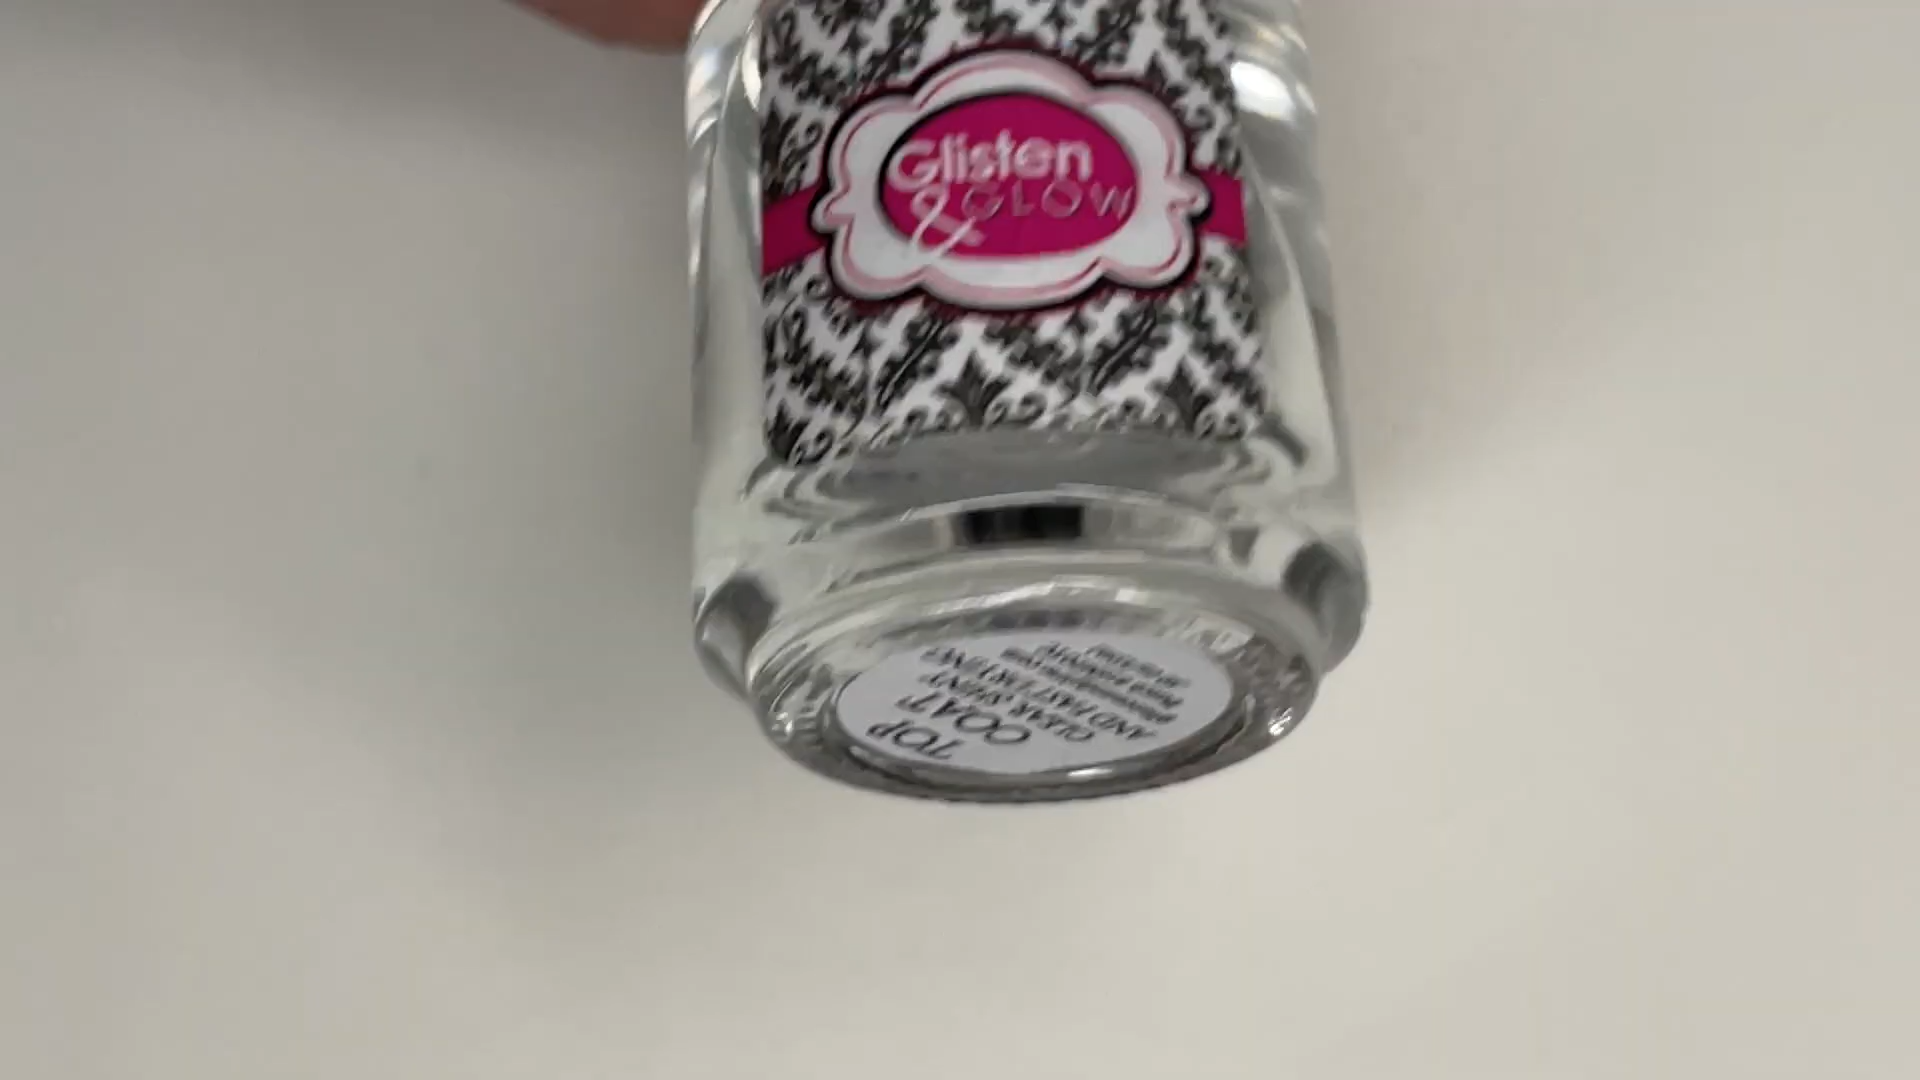 Glisten
& GLOW
TOP
COAT
CLEAR SHINY
AND FAST DRYING